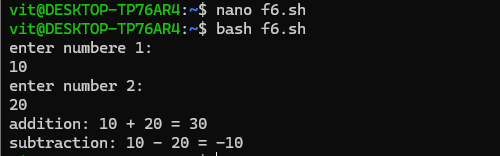 vit@DESKTOP-TP76AR4:~$ nano f6.sh
vit@DESKTOP-TP76AR4:~$ bash f6.sh
enter numbere 1:
10
enter number 2:
20
addition: 10 + 20 = 30
subtraction: 10 - 20 = -10